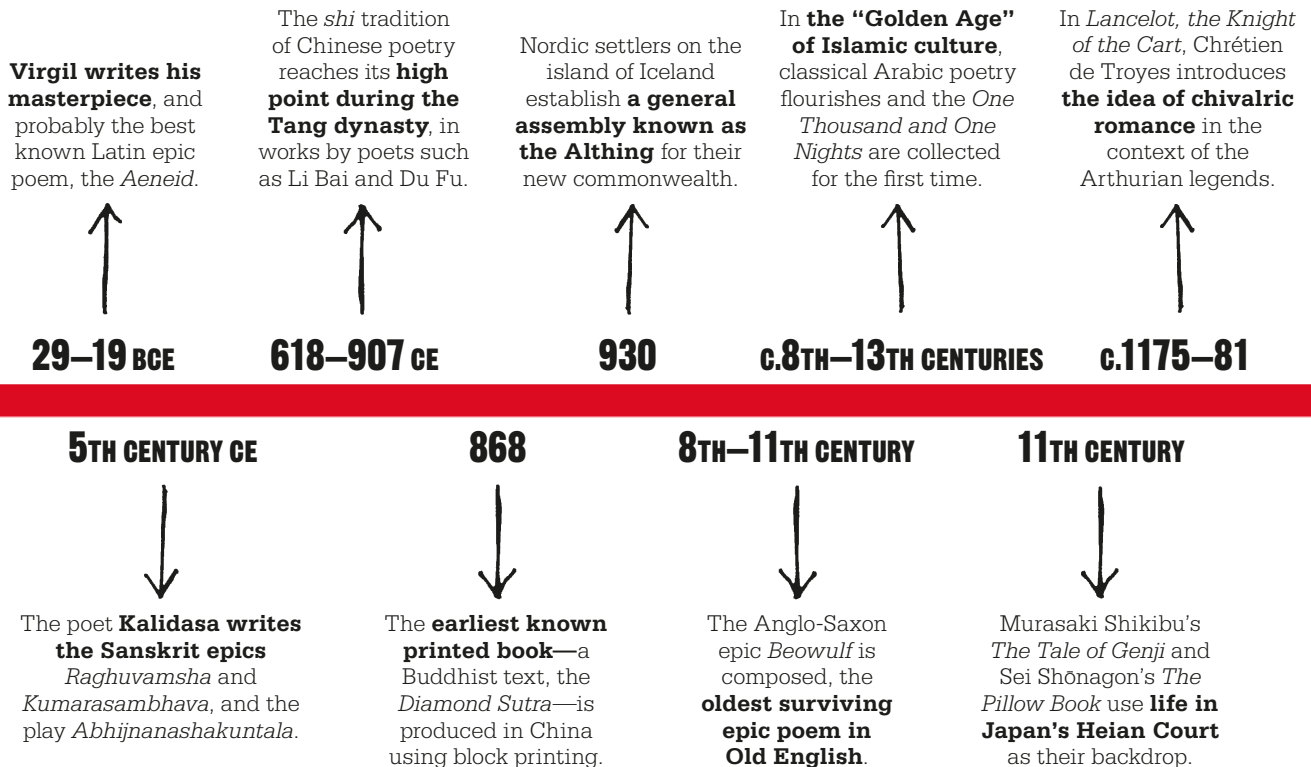 Virgil writes his
masterpiece, and
probably the best
known Latin epic
poem, the Aeneid.
29–19 BCE
The shi tradition
of Chinese poetry
reaches its high
point during the
Tang dynasty, in
works by poets such
as Li Bai and Du Fu.
618–907 CE
Nordic settlers on the
island of Iceland
establish a general
assembly known as
the Althing for their
new commonwealth.
930
In the “Golden Age”
of Islamic culture,
classical Arabic poetry
flourishes and the One
Thousand and One
Nights are collected
for the first time.
C.8TH–13TH CENTURIES
In Lancelot, the Knight
of the Cart, Chrétien
de Troyes introduces
the idea of chivalric
romance in the
context of the
Arthurian legends.
C.1175–81
5TH CENTURY CE
The poet Kalidasa writes
the Sanskrit epics
Raghuvamsha and
Kumarasambhava, and the
play Abhijnanashakuntala.
868
The earliest known
printed book—a
Buddhist text, the
Diamond Sutra—is
produced in China
using block printing.
8TH–11TH CENTURY
The Anglo-Saxon
epic Beowulf is
composed, the
oldest surviving
epic poem in
Old English.
11TH CENTURY
Murasaki Shikibu’s
The Tale of Genji and
Sei Shōnagon’s The
Pillow Book use life in
Japan’s Heian Court
as their backdrop.